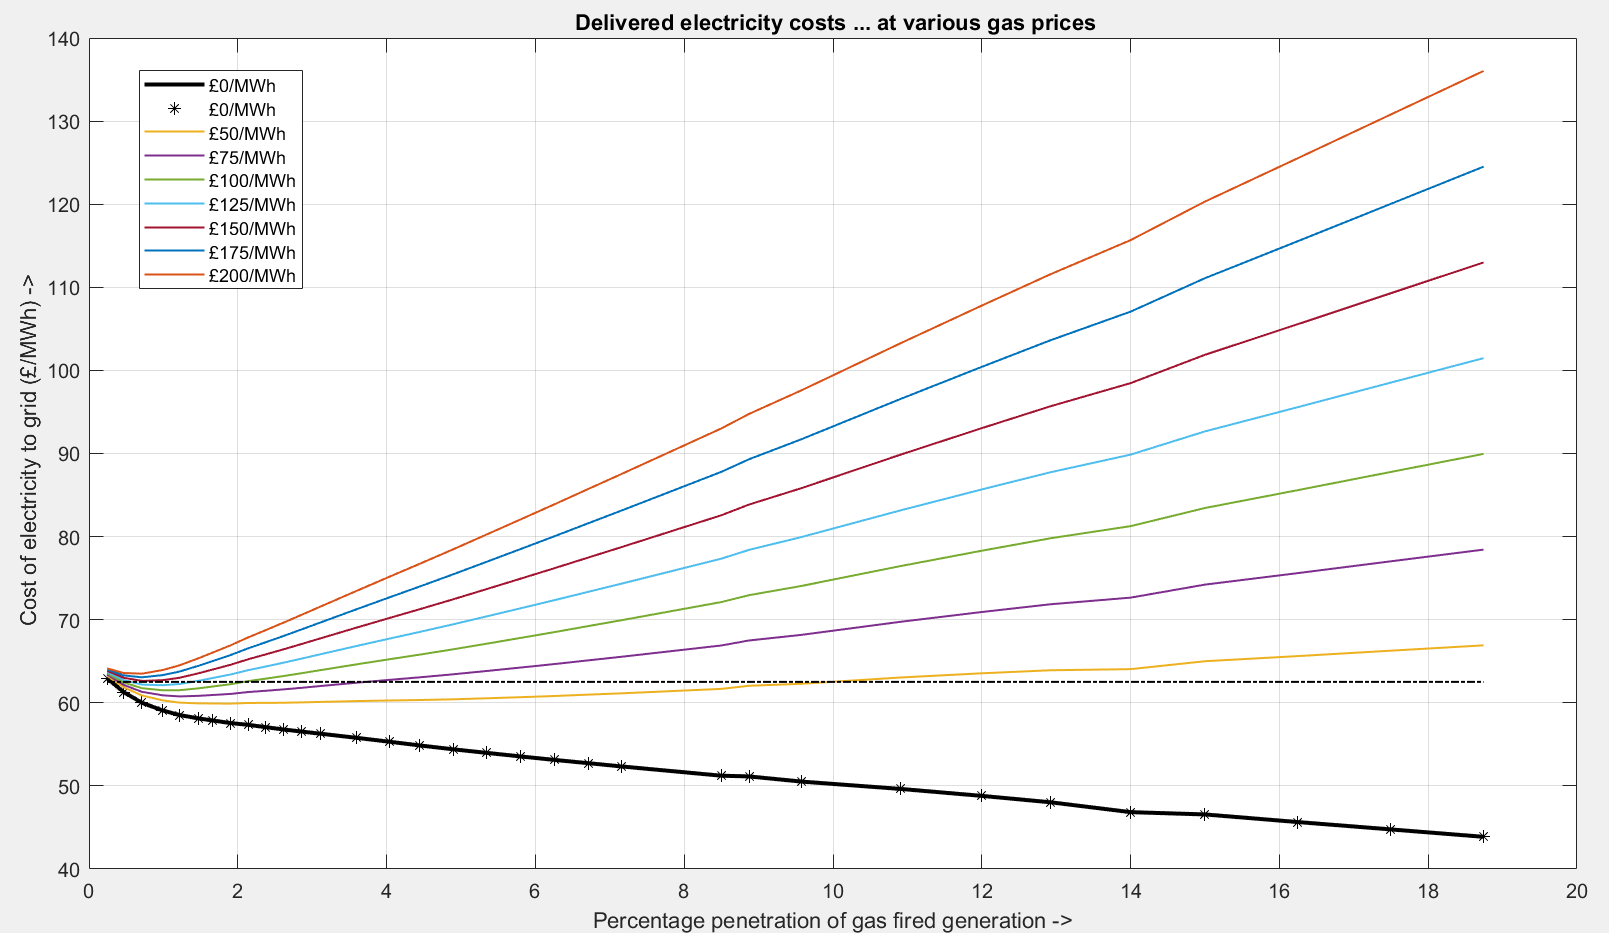 Delivered electricity costs ... at various gas prices
140
130
120
110
100
90
80
70
60
50
40
£0/MWh
£0/MWh
£50/MWh
£75/MWh
£100/MWh
£125/MWh
£150/MWh
£175/MWh
£200/MWh
Cost of electricity to grid (£/MWh) ->
0 2 4 6 8 10 12 14 16 18 20
Percentage penetration of gas fired generation ->